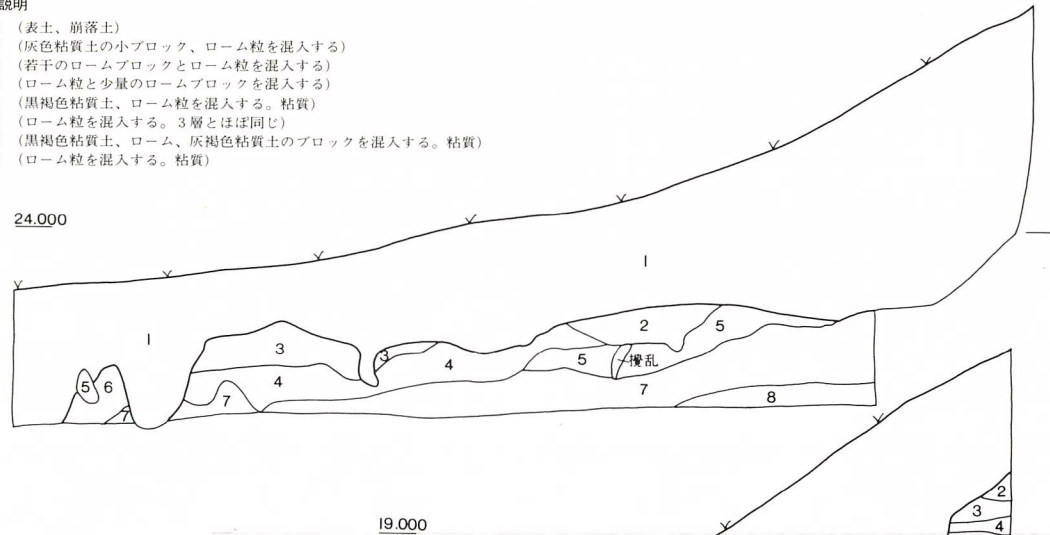 説明
(表土、崩落土)
(灰色粘質土の小ブロック、ローム粒を混入する)
(若干のロームブロックとローム粒を混入する)
(ローム粒と少量のロームブロックを混入する)
(黒褐色粘質土、ローム粒を混入する。粘質)
(ローム粒を混入する。3層とほぼ同じ)
(黒褐色粘質土、ローム、灰褐色粘質土のブロックを混入する。粘質)
(ローム粒を混入する。粘質)
24.000
1
1
2
5
3
3
4
5
攪乱
4
7
5
6
7
7
8
2
3
4
19.000